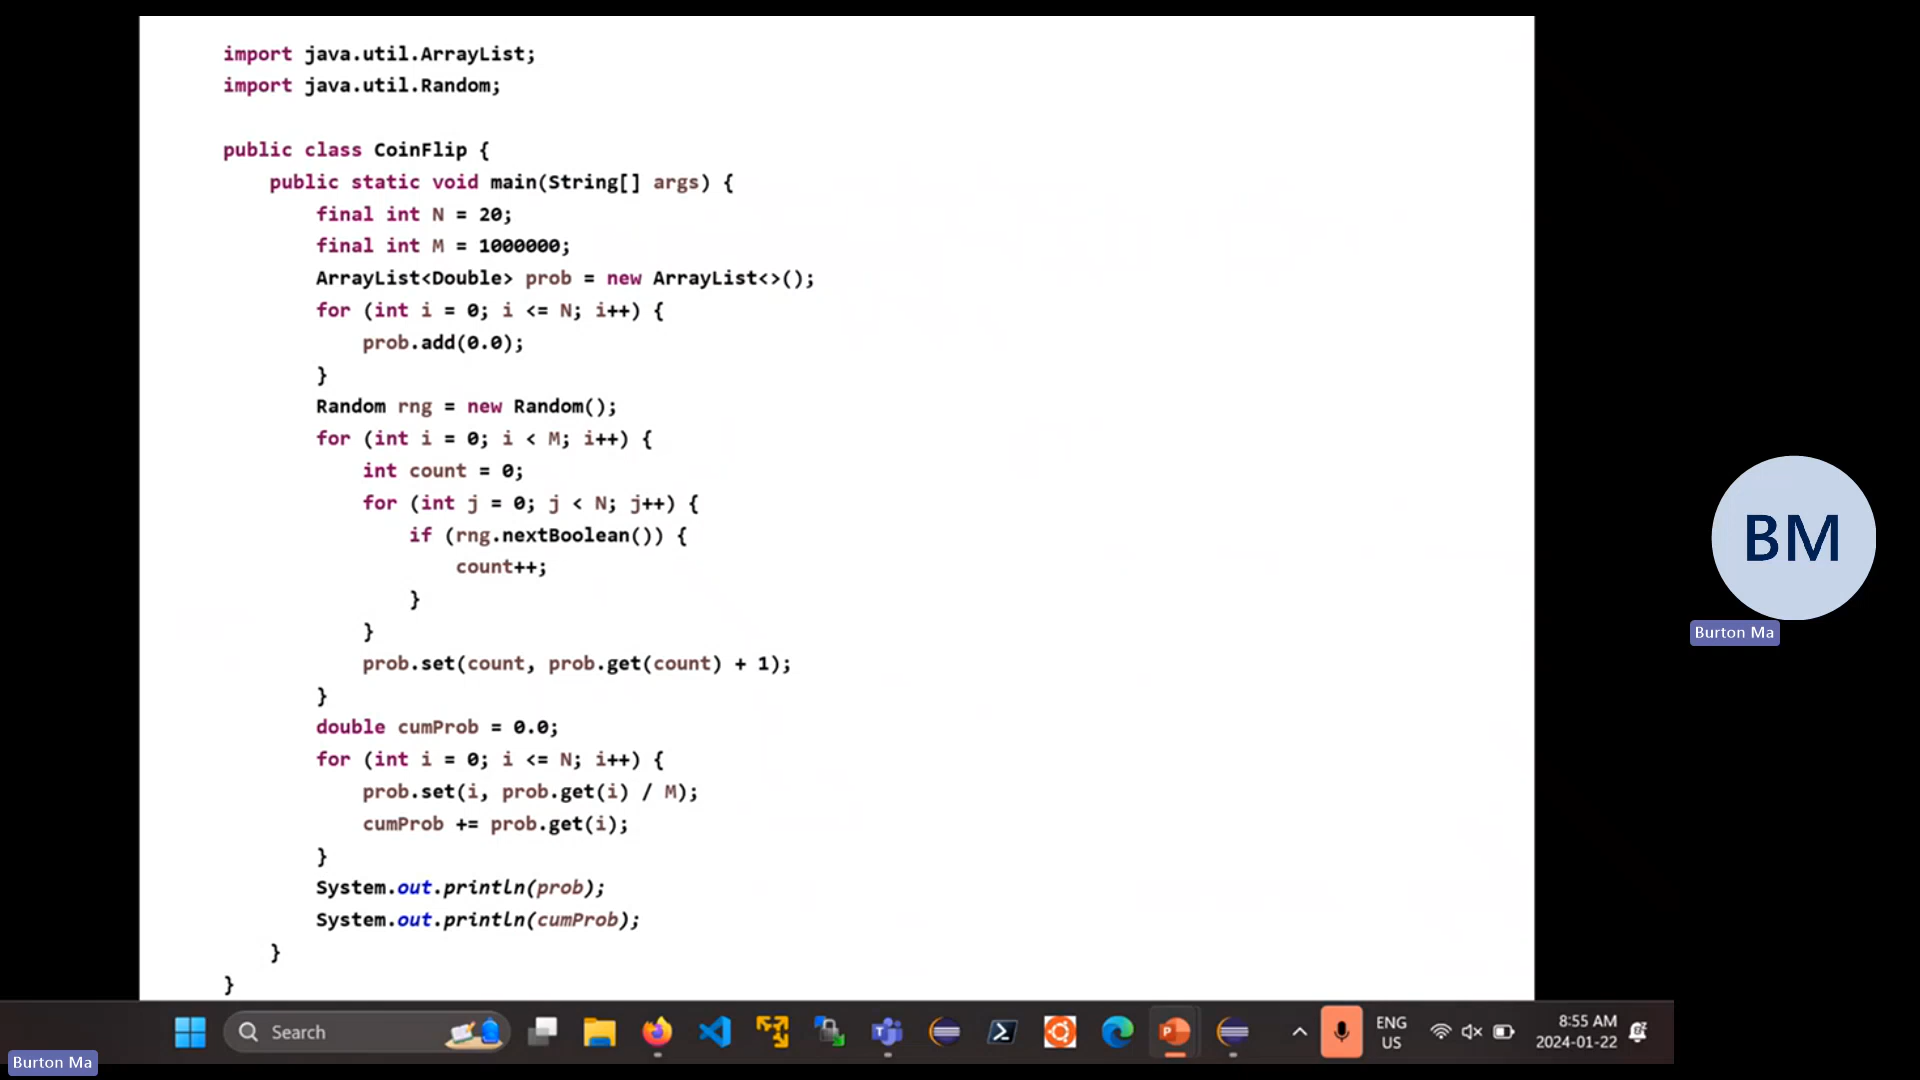 import java.util.ArrayList;
import java.util.Random;
public class CoinFlip {
public static void main(String[] args) {
final int N = 20;
final int M = 1000000;
ArrayList<Double> prob = new ArrayList<>();
for (int i = 0; i <= N; i++) {
prob.add(0.0);
}
Random rng = new Random();
for (int i = 0; i < M; i++) {
int count = 0;
for (int j = 0; j < N; j++) {
if (rng.nextBoolean()) {
count++;
}
}
prob.set(count, prob.get(count) + 1);
}
double cumProb = 0.0;
for (int i = 0; i <= N; i++) {
prob.set(i, prob.get(i) / M);
cumProb += prob.get(i);
}
System.out.println(prob);
System.out.println(cumProb);
}
}
BM
Burton Ma
Search
ENG
US
8:55 AM
2024-01-22
Burton Ma